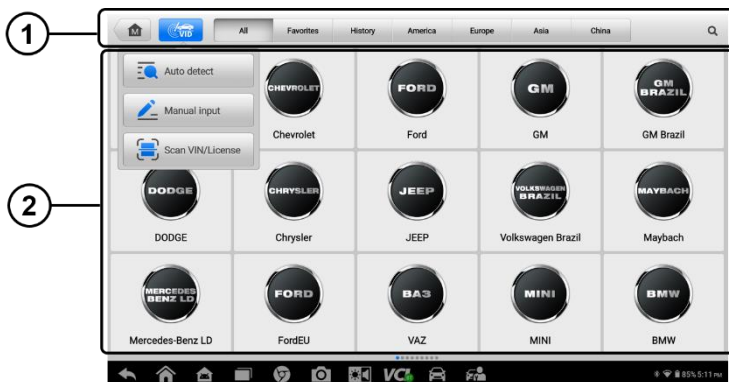 1
M
VID
All
Favorites
History
America
Europe
Asia
China
Auto detect
Manual input
Scan VIN/License
2
CHEVROLET
Chevrolet
FORD
Ford
GM
GM
GM
BRAZIL
GM Brazil
DODGE
DODGE
CHRYSLER
Chrysler
JEEP
JEEP
VOLKSWAGEN
BRAZIL
Volkswagen Brazil
MAYBACH
Maybach
MERCEDES
BENZ LD
Mercedes-Benz LD
FORD
FordEU
ВАЗ
VAZ
MINI
MINI
BMW
BMW
VCI
85% 5:11 PM